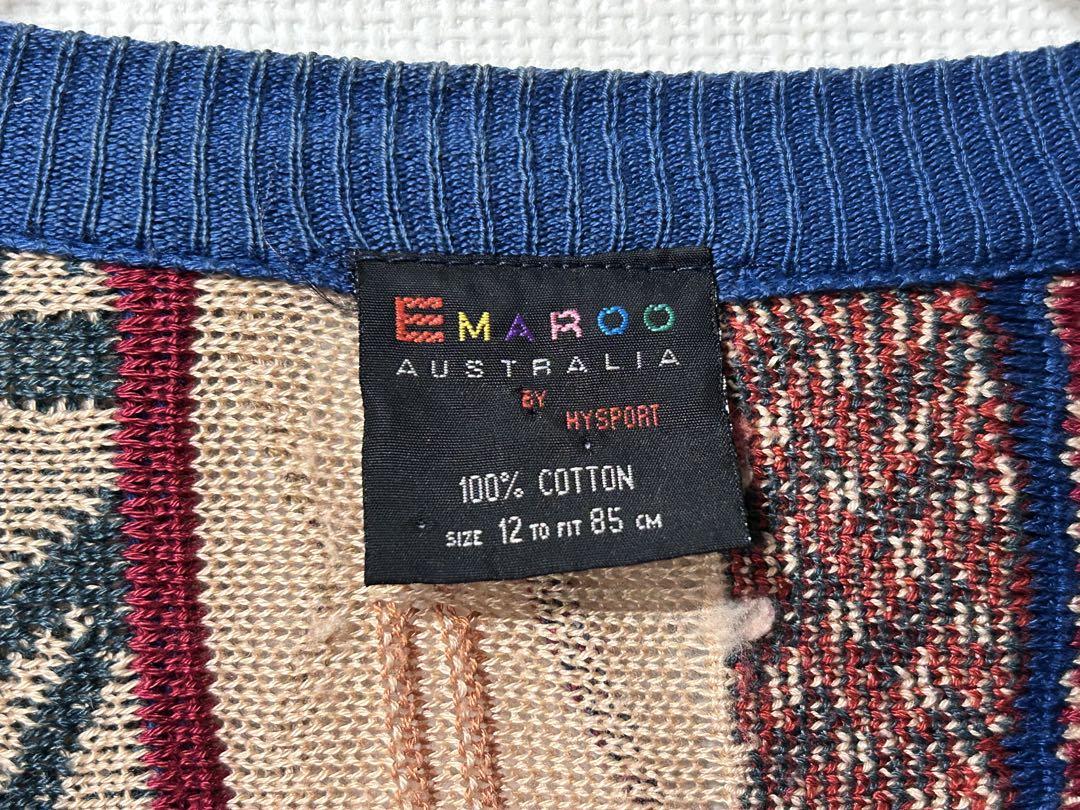 EMAROO
AUSTRALIA
BY
HYSPORT
100% COTTON
SIZE 12 TO FIT 85 CM